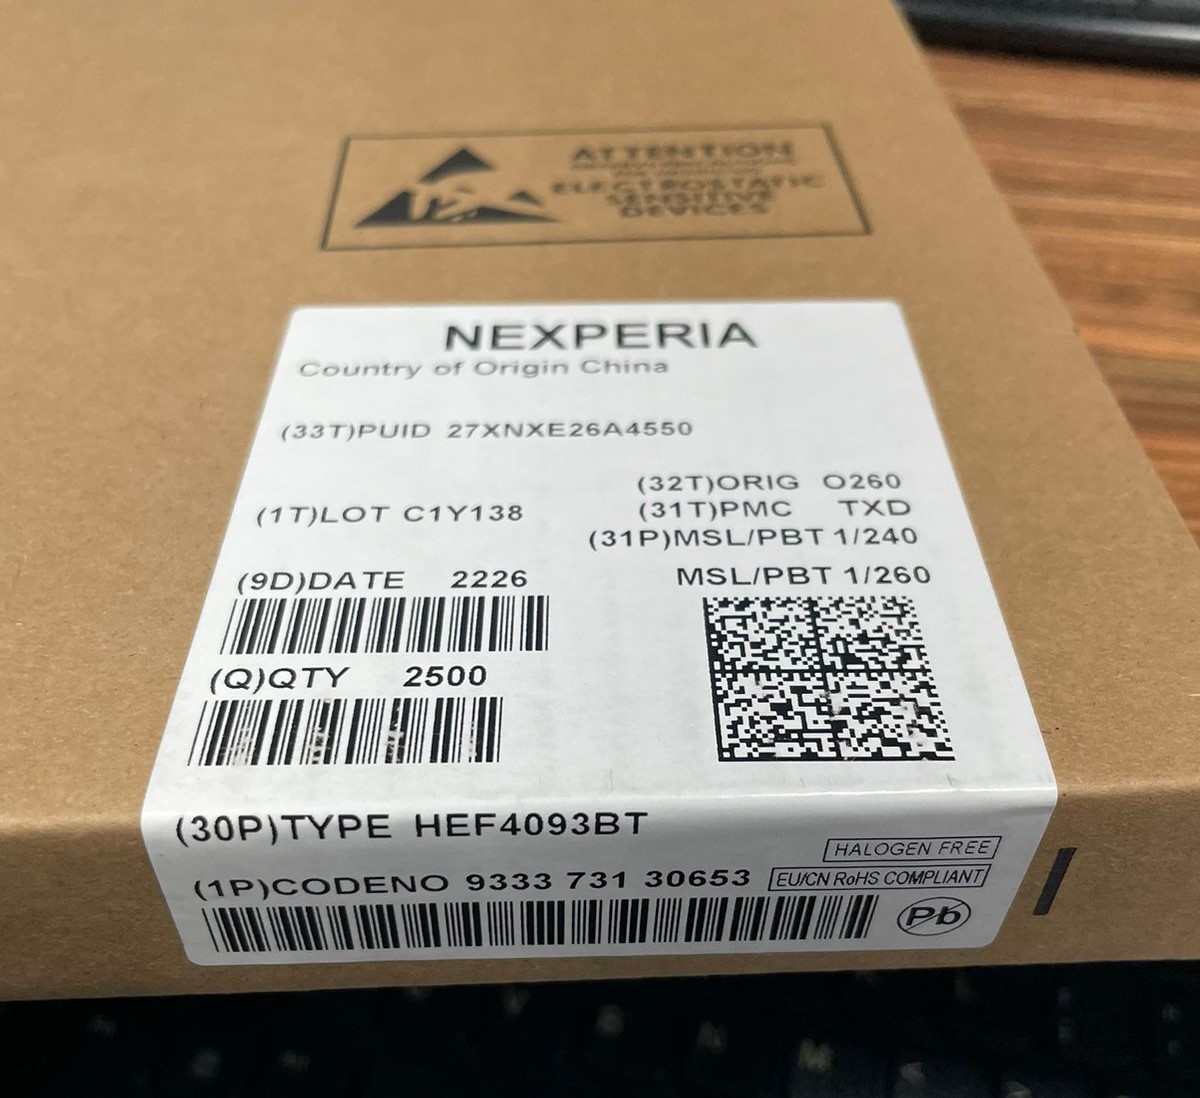 ATTENTION
ELECTROSTATIC
SENSITIVE
DEVICES
NEXPERIA
Country of Origin China
(33T)PUID 27XNXE26A4550
(32T)ORIG O260
(1T)LOT C1Y138
(31T)PMC TXD
(31P)MSL/PBT 1/240
(9D)DATE 2226
MSL/PBT 1/260
(Q)QTY 2500
(30P)TYPE HEF4093BT
HALOGEN FREE
(1P)CODENO 9333 731 30653
EU/CN RoHS COMPLIANT
Pb